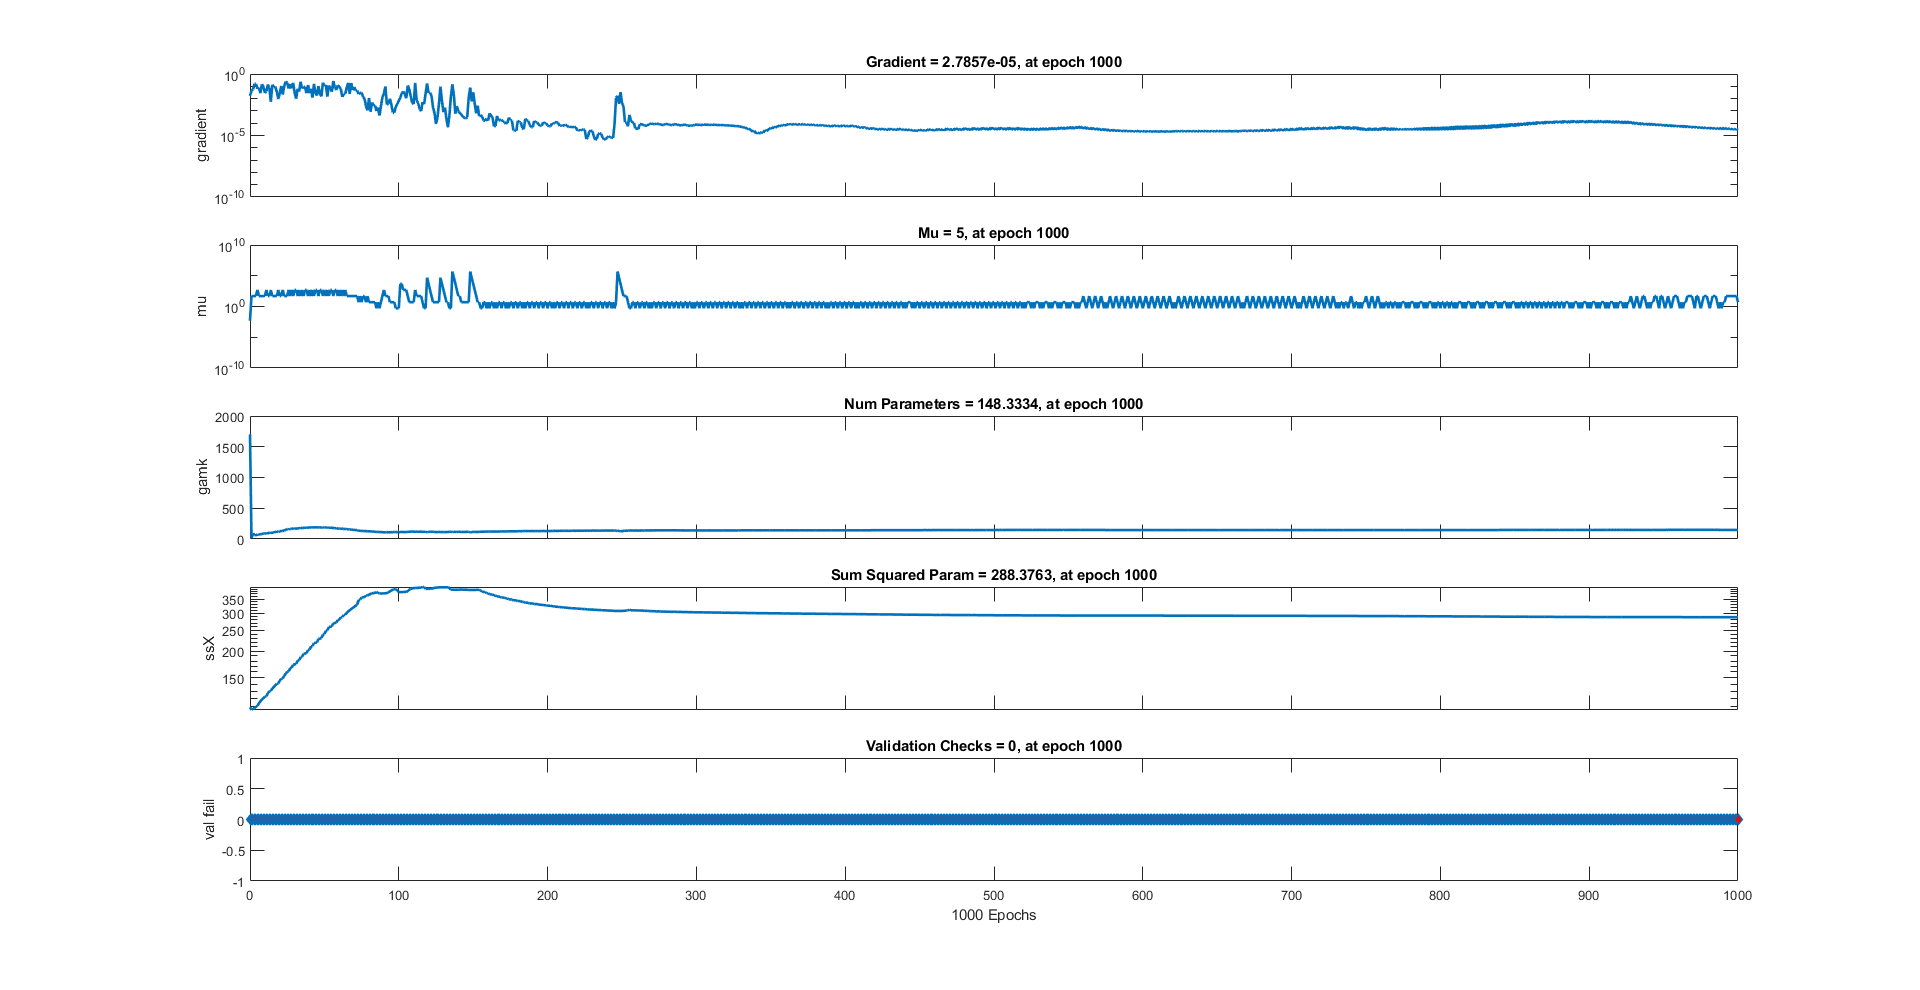 Gradient = 2.7857e-05, at epoch 1000
10^0
10^-5
10^-10
gradient
Mu = 5, at epoch 1000
10^10
10^0
10^-10
mu
Num Parameters = 148.3334, at epoch 1000
2000
1500
1000
500
0
gamk
Sum Squared Param = 288.3763, at epoch 1000
350
300
250
200
150
ssX
Validation Checks = 0, at epoch 1000
1
0.5
0
-0.5
-1
val fail
0 100 200 300 400 500 600 700 800 900 1000
1000 Epochs